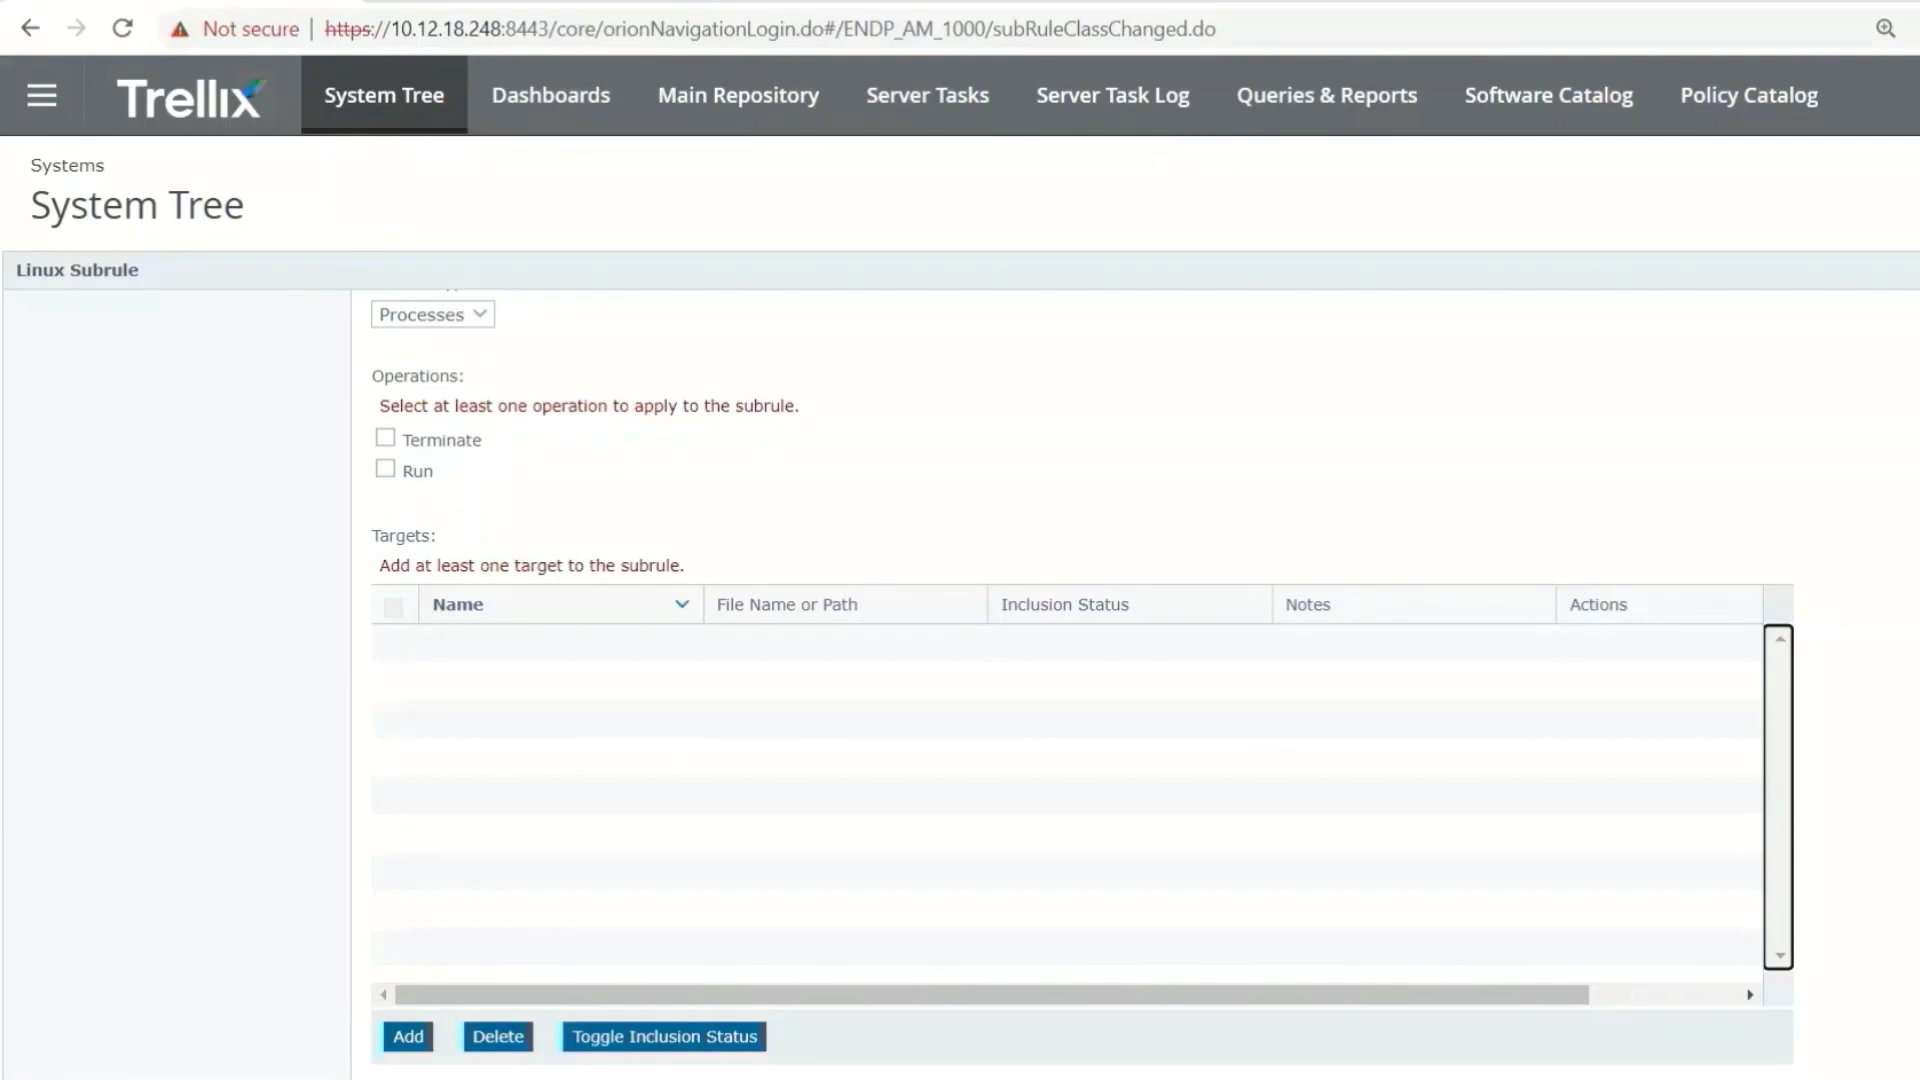 Not secure | https://10.12.18.248:8443/core/orionNavigationLogin.do#/ENDP_AM_1000/subRuleClassChanged.do
Trellix System Tree Dashboards Main Repository Server Tasks Server Task Log Queries & Reports Software Catalog Policy Catalog
Systems
System Tree
Linux Subrule
Processes
Operations:
Select at least one operation to apply to the subrule.
Terminate
Run
Targets:
Add at least one target to the subrule.
Name File Name or Path Inclusion Status Notes Actions
Add Delete Toggle Inclusion Status